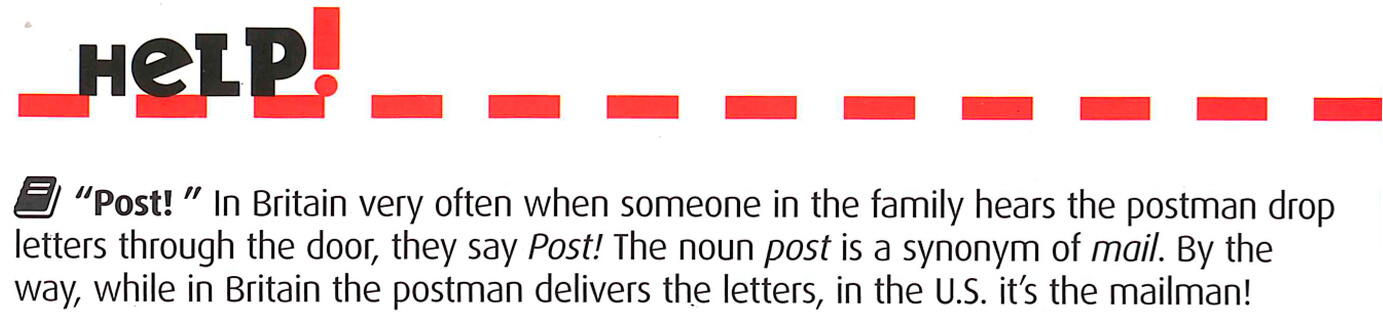 HeLP!
"Post! " In Britain very often when someone in the family hears the postman drop
letters through the door, they say Post! The noun post is a synonym of mail. By the
way, while in Britain the postman delivers the letters, in the U.S. it's the mailman!